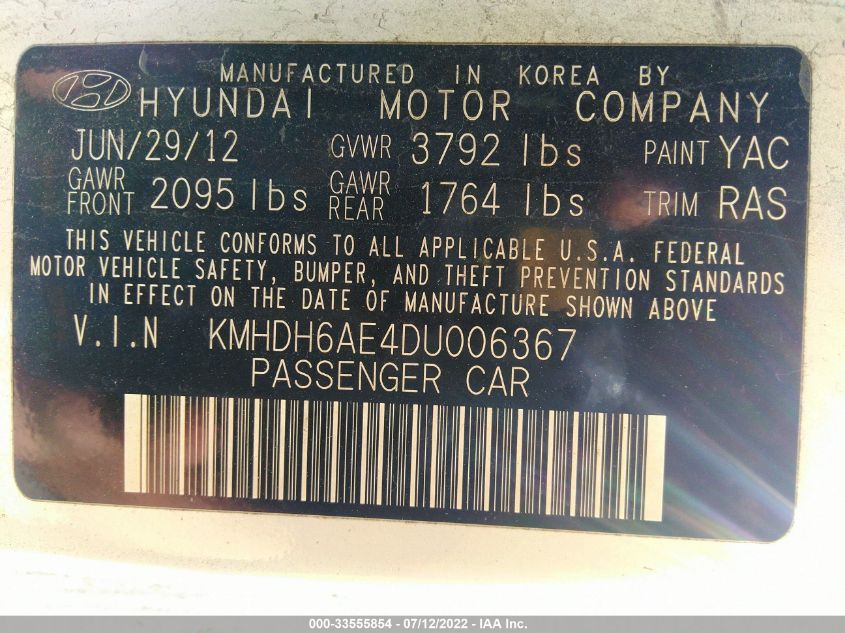 MANUFACTURED IN KOREA BY
HYUNDAI MOTOR COMPANY
JUN/29/12 GVWR 3792 lbs PAINT YAC
GAWR FRONT 2095 lbs GAWR REAR 1764 lbs TRIM RAS
THIS VEHICLE CONFORMS TO ALL APPLICABLE U.S.A. FEDERAL
MOTOR VEHICLE SAFETY, BUMPER, AND THEFT PREVENTION STANDARDS
IN EFFECT ON THE DATE OF MANUFACTURE SHOWN ABOVE
V.I.N KMHDH6AE4DU006367
PASSENGER CAR
000-33555854 - 07/12/2022 - IAA Inc.